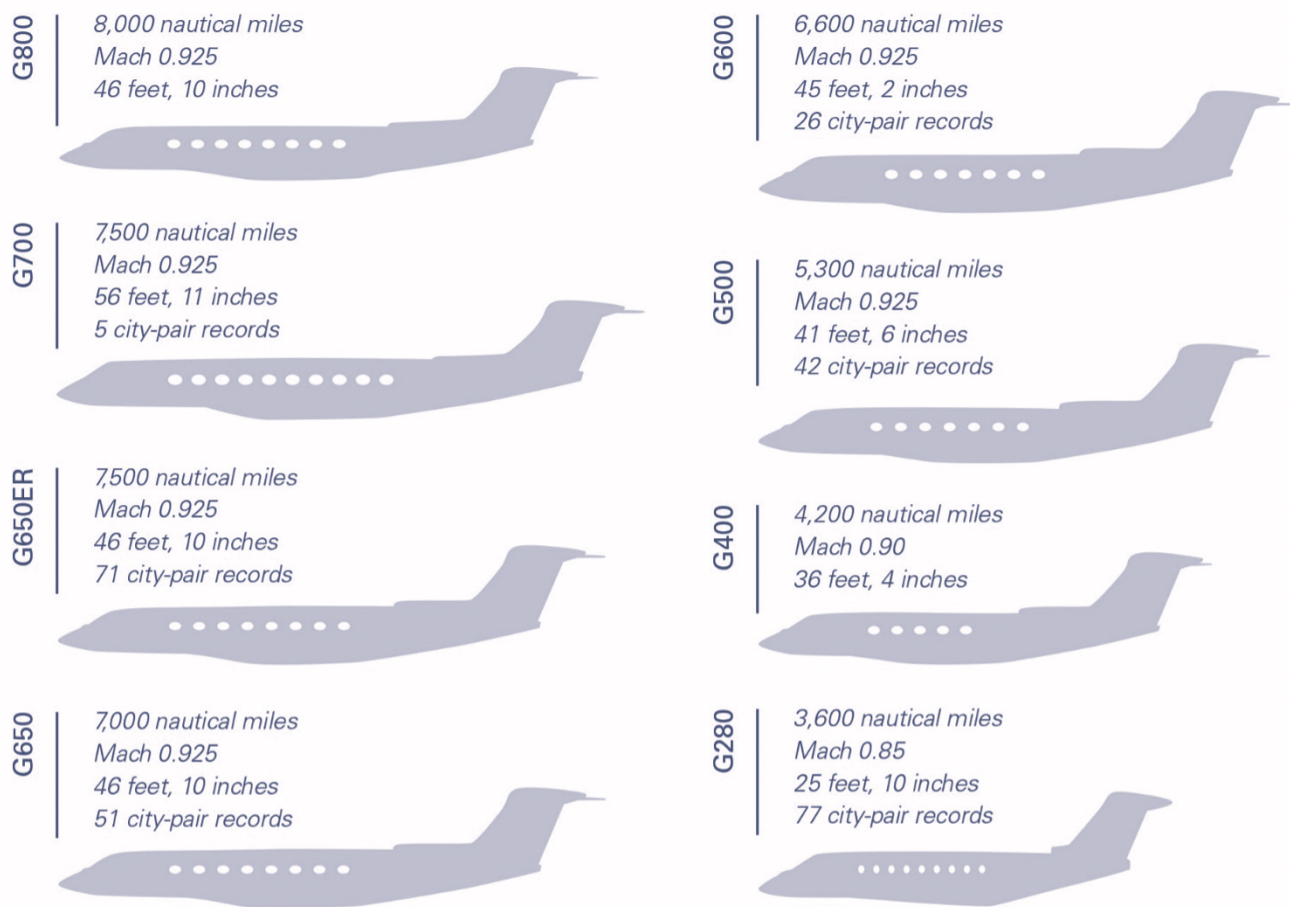 G800
8,000 nautical miles
Mach 0.925
46 feet, 10 inches
G700
7,500 nautical miles
Mach 0.925
56 feet, 11 inches
5 city-pair records
G650ER
7,500 nautical miles
Mach 0.925
46 feet, 10 inches
71 city-pair records
G650
7,000 nautical miles
Mach 0.925
46 feet, 10 inches
51 city-pair records
G600
6,600 nautical miles
Mach 0.925
45 feet, 2 inches
26 city-pair records
G500
5,300 nautical miles
Mach 0.925
41 feet, 6 inches
42 city-pair records
G400
4,200 nautical miles
Mach 0.90
36 feet, 4 inches
G280
3,600 nautical miles
Mach 0.85
25 feet, 10 inches
77 city-pair records